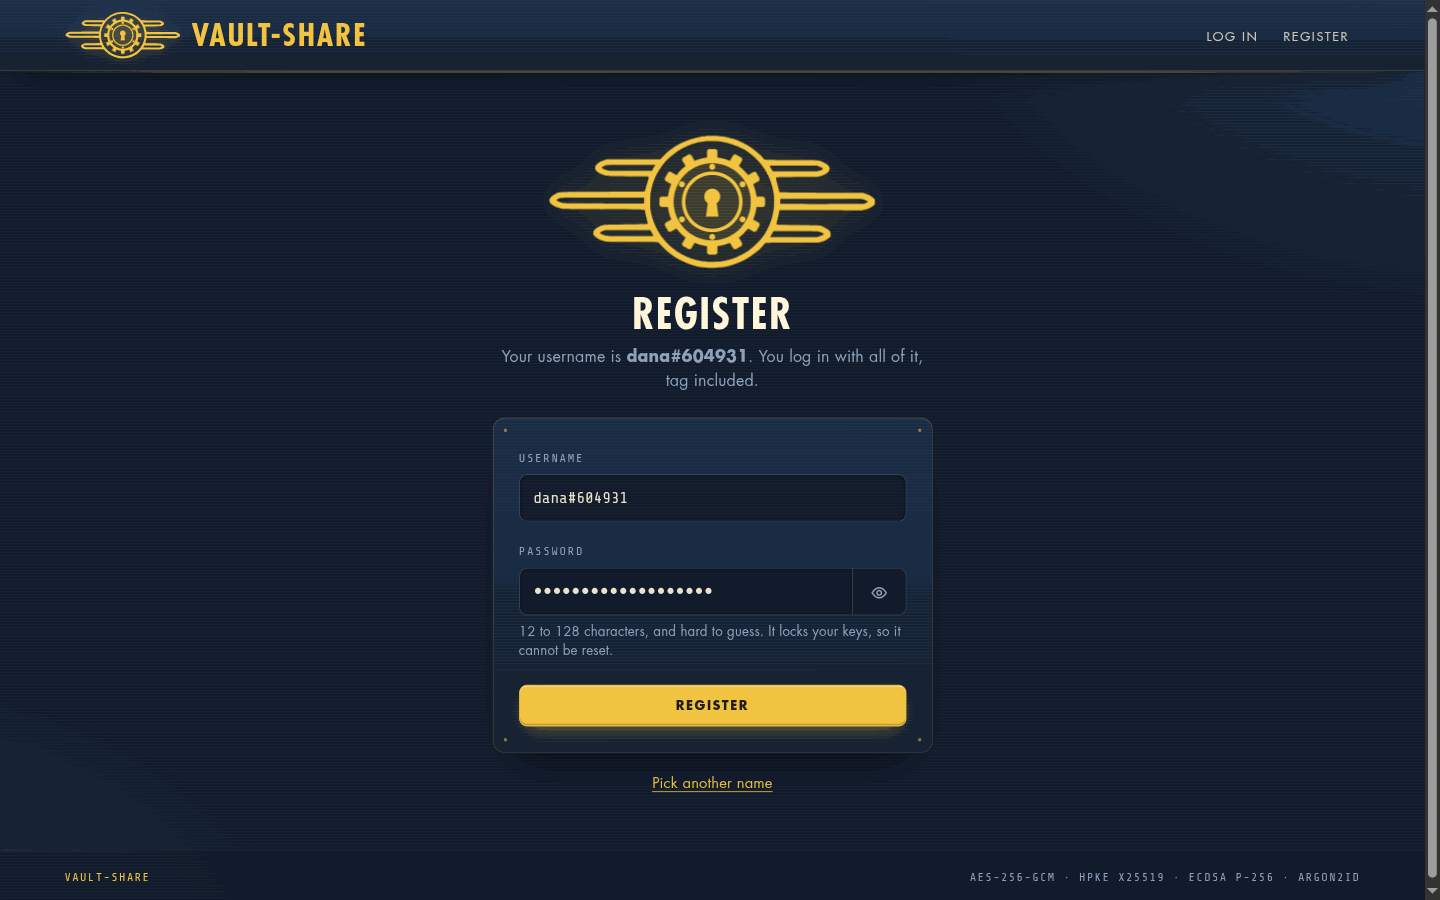 VAULT-SHARE
LOG IN
REGISTER
REGISTER
Your username is dana#604931. You log in with all of it,
tag included.
USERNAME
dana#604931
PASSWORD
•••••••••••••••••••
12 to 128 characters, and hard to guess. It locks your keys, so it
cannot be reset.
REGISTER
Pick another name
VAULT-SHARE
AES-256-GCM · HPKE X25519 · ECDSA P-256 · ARGON2ID